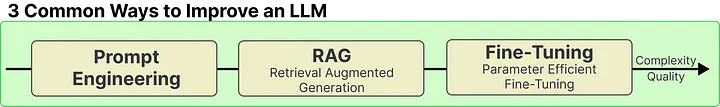 3 Common Ways to Improve an LLM
Prompt
Engineering
RAG
Retrieval Augmented
Generation
Fine-Tuning
Parameter Efficient
Fine-Tuning
Complexity
Quality